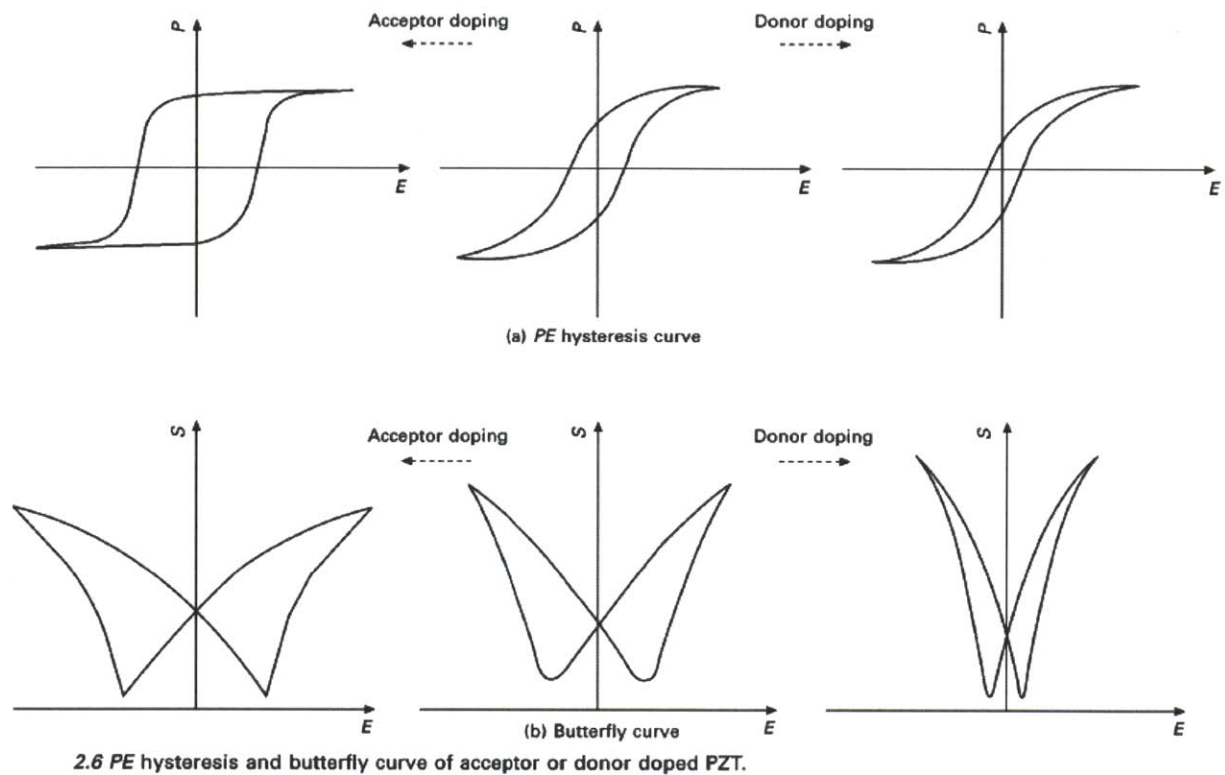 Acceptor doping
Donor doping
P
P
P
E
E
E
(a) PE hysteresis curve
Acceptor doping
Donor doping
S
S
S
E
E
E
(b) Butterfly curve
2.6 PE hysteresis and butterfly curve of acceptor or donor doped PZT.